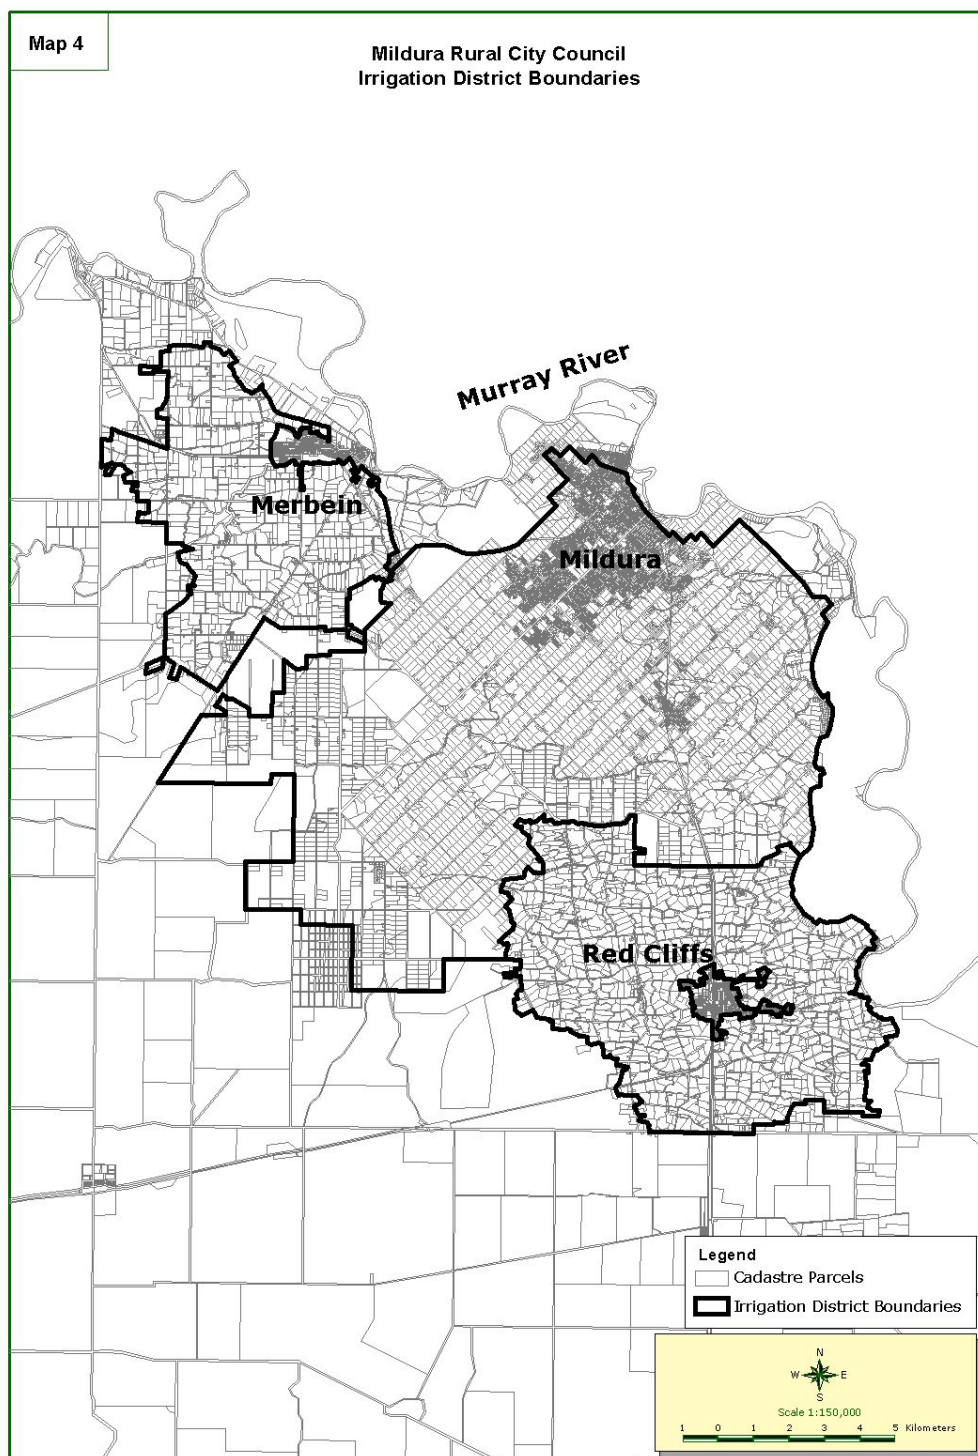 Map 4
Mildura Rural City Council
Irrigation District Boundaries
Murray River
Merbein
Mildura
Red Cliffs
Legend
Cadastre Parcels
Irrigation District Boundaries
N
W E
S
Scale 1:150,000
1 0 1 2 3 4 5 Kilometers